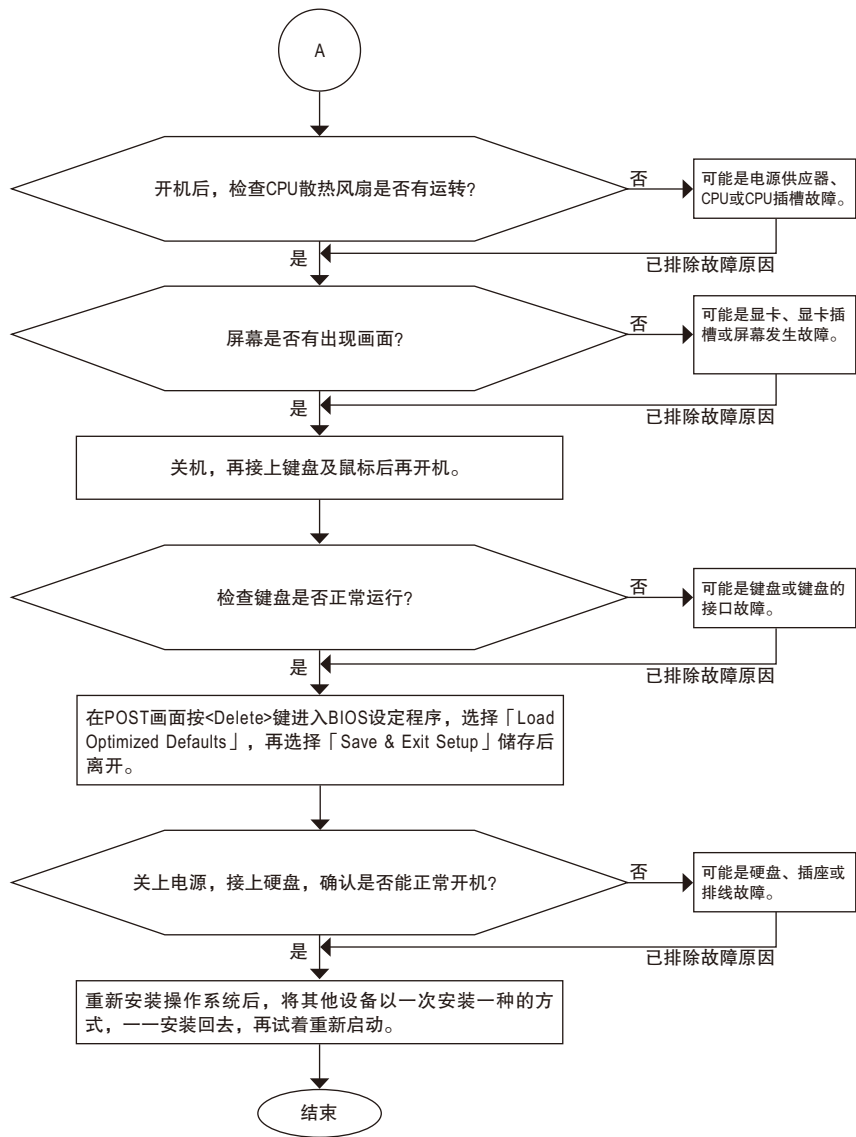 A
开机后，检查CPU散热风扇是否有运转?
否
可能是电源供应器、
CPU或CPU插槽故障。
是
已排除故障原因
屏幕是否有出现画面?
否
可能是显卡、显卡插
槽或屏幕发生故障。
是
已排除故障原因
关机，再接上键盘及鼠标后再开机。
检查键盘是否正常运行?
否
可能是键盘或键盘的
接口故障。
是
已排除故障原因
在POST画面按<Delete>键进入BIOS设定程序，选择「Load
Optimized Defaults」，再选择「Save & Exit Setup」储存后
离开。
关上电源，接上硬盘，确认是否能正常开机?
否
可能是硬盘、插座或
排线故障。
是
已排除故障原因
重新安装操作系统后，将其他设备以一次安装一种的方
式，一一安装回去，再试着重新启动。
结束